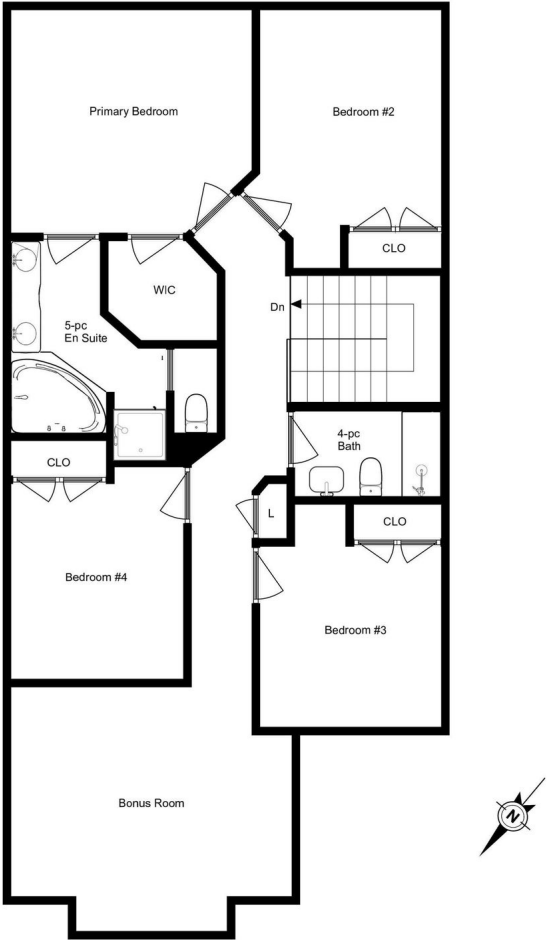 Primary Bedroom
Bedroom #2
CLO
WIC
Dn
5-pc
En Suite
4-pc
Bath
CLO
L
CLO
Bedroom #4
Bedroom #3
Bonus Room
N